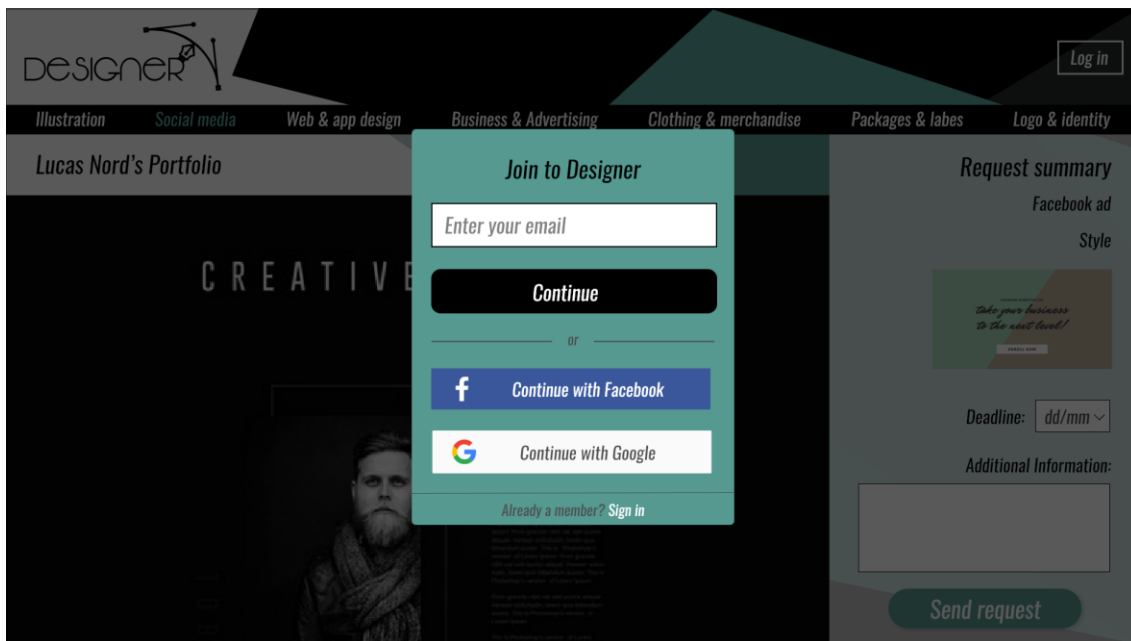 DESIGNER
Log in
Illustration Social media Web & app design Business & Advertising Clothing & merchandise Packages & labes Logo & identity
Lucas Nord's Portfolio
CREATIVE
Join to Designer
Enter your email
Continue
or
Continue with Facebook
Continue with Google
Already a member? Sign in
Request summary
Facebook ad
Style
take your business
to the next level!
Deadline: dd/mm
Additional Information:
Send request